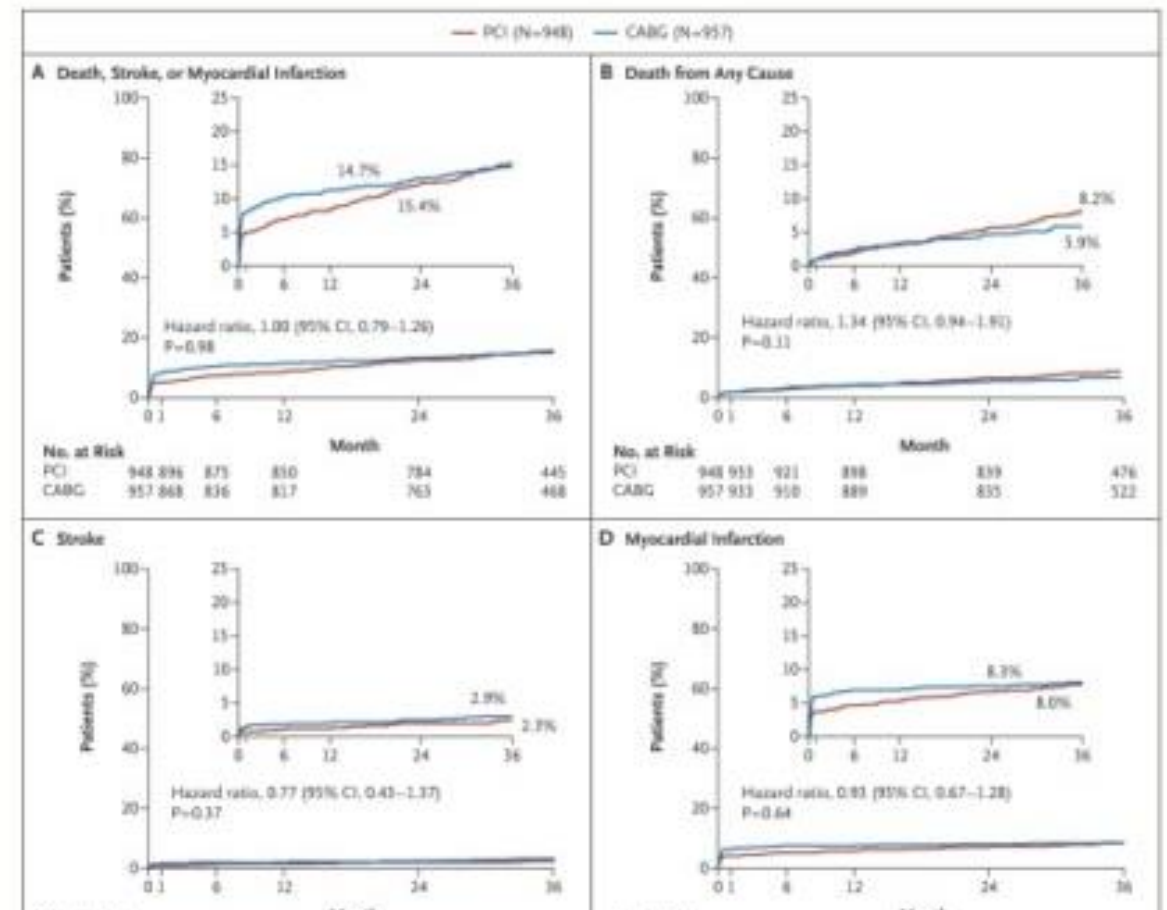 PCI (N=948) CABG (N=957)
A Death, Stroke, or Myocardial Infarction
100
80
60
40
20
0
Patients (%)
25
20
15
10
5
0
14.7%
15.4%
0 6 12 24 36
Hazard ratio, 1.00 (95% CI, 0.79–1.26)
P=0.98
0 1 6 12 24 36
Month
No. at Risk
PCI 948 896 875 850 784 445
CABG 957 868 836 817 763 468
B Death from Any Cause
100
80
60
40
20
0
Patients (%)
25
20
15
10
5
0
8.2%
5.9%
0 6 12 24 36
Hazard ratio, 1.34 (95% CI, 0.94–1.91)
P=0.11
0 1 6 12 24 36
Month
No. at Risk
PCI 948 933 921 898 839 476
CABG 957 933 910 889 835 522
C Stroke
100
80
60
40
20
0
Patients (%)
25
20
15
10
5
0
2.9%
2.3%
0 6 12 24 36
Hazard ratio, 0.77 (95% CI, 0.43–1.37)
P=0.37
0 1 6 12 24 36
D Myocardial Infarction
100
80
60
40
20
0
Patients (%)
25
20
15
10
5
0
8.3%
8.0%
0 6 12 24 36
Hazard ratio, 0.93 (95% CI, 0.67–1.28)
P=0.64
0 1 6 12 24 36